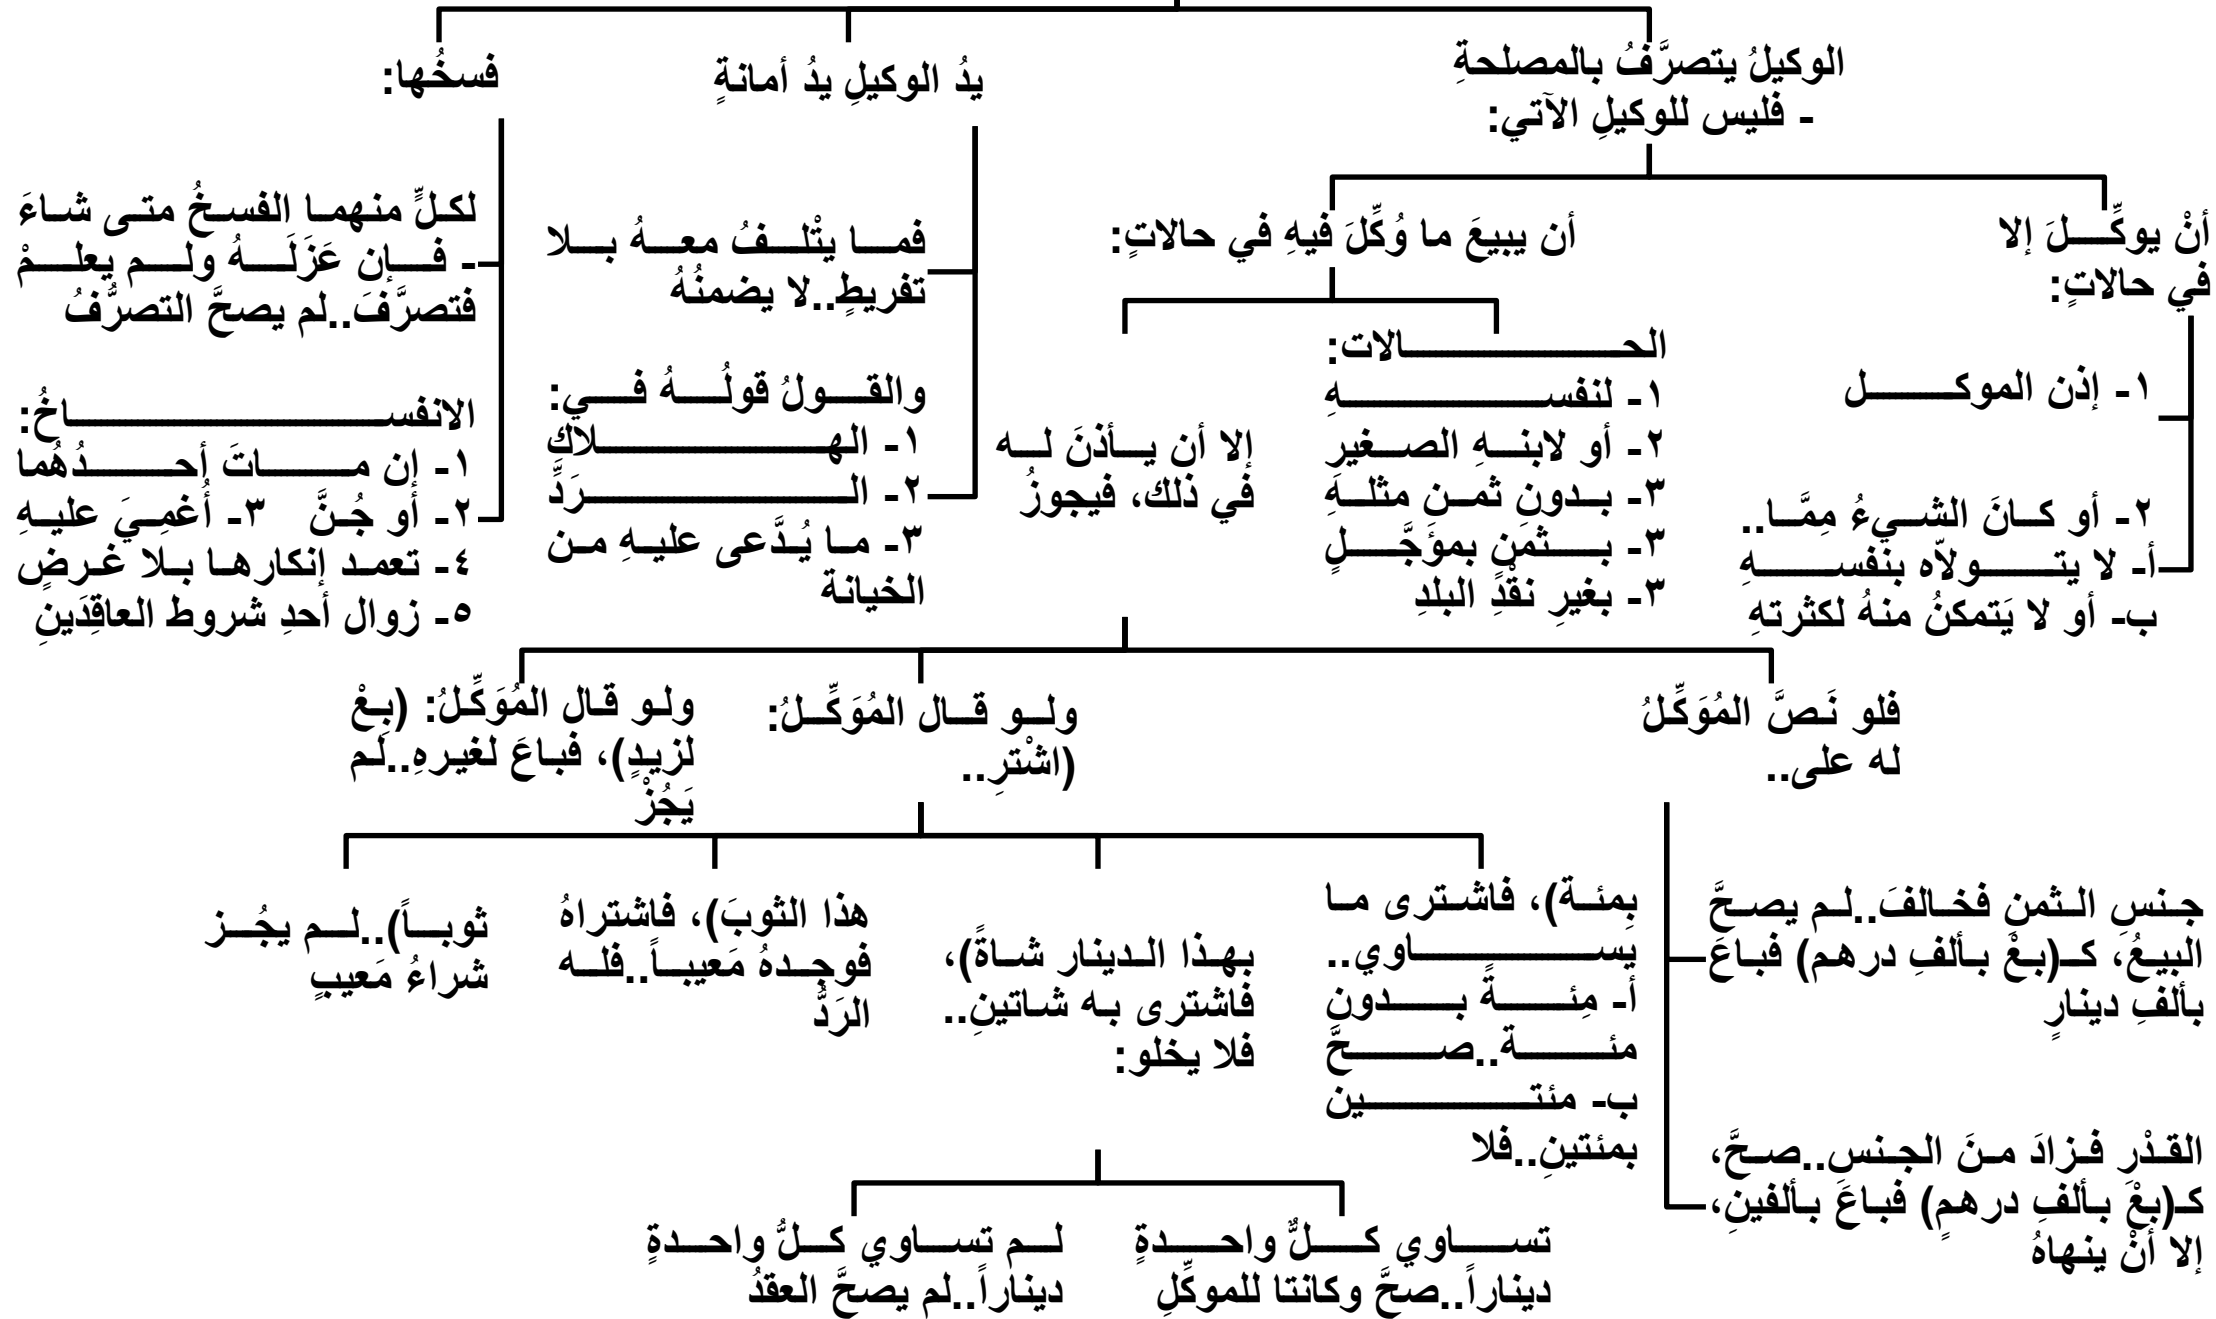 الوكيلُ يتصرَّفُ بالمصلحةِ
- فليس للوكيلِ الآتي:
أنْ يوكِّلَ إلا
في حالاتٍ:
١- إذن الموكل
٢- أو كانَ الشيءُ مِمَّا..
أ- لا يتولاّه بنفسهِ
ب- أو لا يَتمكنُ منهُ لكثرتهِ
أن يبيعَ ما وُكِّلَ فيهِ في حالاتٍ:
الحالات:
١- لنفسهِ
٢- أو لابنهِ الصغيرِ
٣- بدونِ ثمنِ مثلهِ
٣- بثمَنٍ بمؤَجَّلٍ
٣- بغيرِ نقْدِ البلدِ
إلا أن يأذنَ له
في ذلك، فيجوزُ
يدُ الوكيلِ يدُ أمانةٍ
فما يتْلفُ معهُ بلا
تفريطٍ..لا يضمنُهُ
والقولُ قولُهُ في:
١- الهلاكِ
٢- الرَدِّ
٣- ما يُدَّعى عليهِ من
الخيانة
فسخُها:
لكلٍّ منهما الفسخُ متى شاءَ
- فإن عَزَلَهُ ولم يعلمْ
فتصرَّفَ..لم يصحَّ التصرُّفُ
الانفساخُ:
١- إن ماتَ أحدُهُما
٢- أو جُنَّ ٣- أُغمِيَ عليهِ
٤- تعمد إنكارها بلا غرضٍ
٥- زوال أحدِ شروط العاقِدَينِ
فلو نَصَّ المُوَكِّلُ
له على..
جنسِ الثمنِ فخالفَ..لم يصحَّ
البيعُ، كـ(بعْ بألفِ درهم) فباعَ
بألفِ دينارٍ
القدْرِ فزادَ منَ الجنسِ..صحَّ،
كـ(بعْ بألفِ درهمٍ) فباعَ بألفينِ،
إلا أنْ ينهاهُ
ولو قال المُوَكِّلُ:
(اشْترِ..
بِمئة)، فاشترى ما
يساوي..
أ- مِئةً بدونِ
مئة..صحَّ
ب- مئتين
بمئتينِ..فلا
بهذا الدينار شاةً)،
فاشترى به شاتينِ..
فلا يخلو:
تساوي كلُّ واحدةٍ
ديناراً..صحَّ وكانتا للموكِّلِ
لم تساوي كلُّ واحدةٍ
ديناراً..لم يصحَّ العقدُ
هذا الثوبَ)، فاشتراهُ
فوجدهُ مَعيباً..فله
الرَدُّ
ثوباً)..لم يجُز
شراءُ مَعيبٍ
ولو قال المُوَكِّلُ: (بِعْ
لزيدٍ)، فباعَ لغيرهِ..لم
يَجُزْ